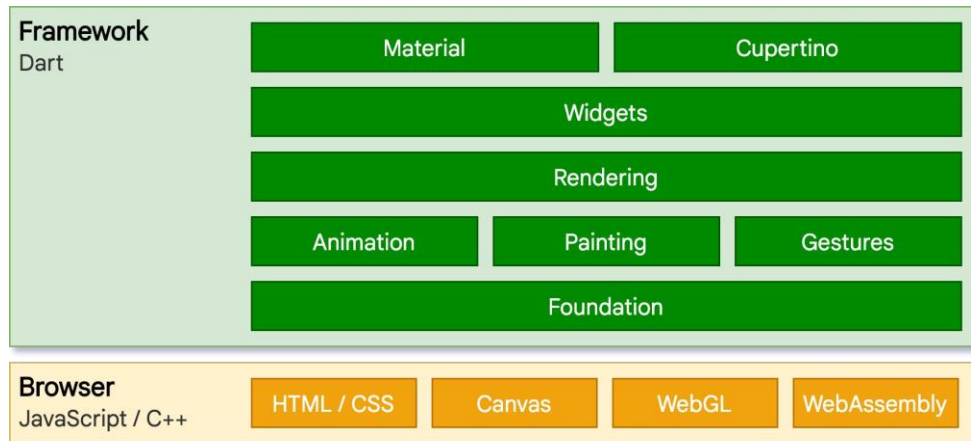 Framework
Dart
Material
Cupertino
Widgets
Rendering
Animation
Painting
Gestures
Foundation
Browser
JavaScript / C++
HTML / CSS
Canvas
WebGL
WebAssembly